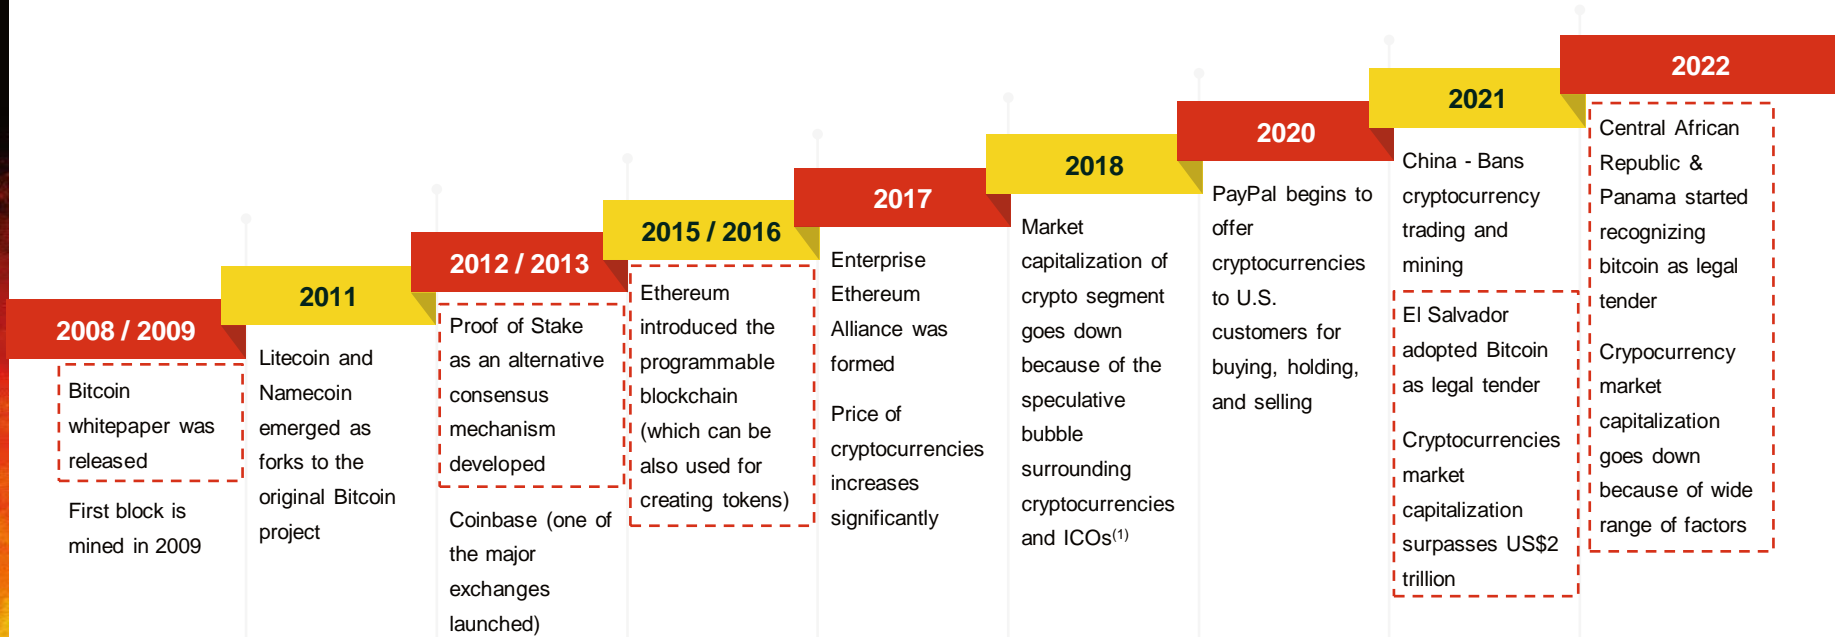 2008 / 2009
Bitcoin
whitepaper was
released
First block is
mined in 2009
2011
Litecoin and
Namecoin
emerged as
forks to the
original Bitcoin
project
2012 / 2013
Proof of Stake
as an alternative
consensus
mechanism
developed
Coinbase (one of
the major
exchanges
launched)
2015 / 2016
Ethereum
introduced the
programmable
blockchain
(which can be
also used for
creating tokens)
2017
Enterprise
Ethereum
Alliance was
formed
Price of
cryptocurrencies
increases
significantly
2018
Market
capitalization of
crypto segment
goes down
because of the
speculative
bubble
surrounding
cryptocurrencies
and ICOs(1)
2020
PayPal begins to
offer
cryptocurrencies
to U.S.
customers for
buying, holding,
and selling
2021
China - Bans
cryptocurrency
trading and
mining
El Salvador
adopted Bitcoin
as legal tender
Cryptocurrencies
market
capitalization
surpasses US$2
trillion
2022
Central African
Republic &
Panama started
recognizing
bitcoin as legal
tender
Crypocurrency
market
capitalization
goes down
because of wide
range of factors